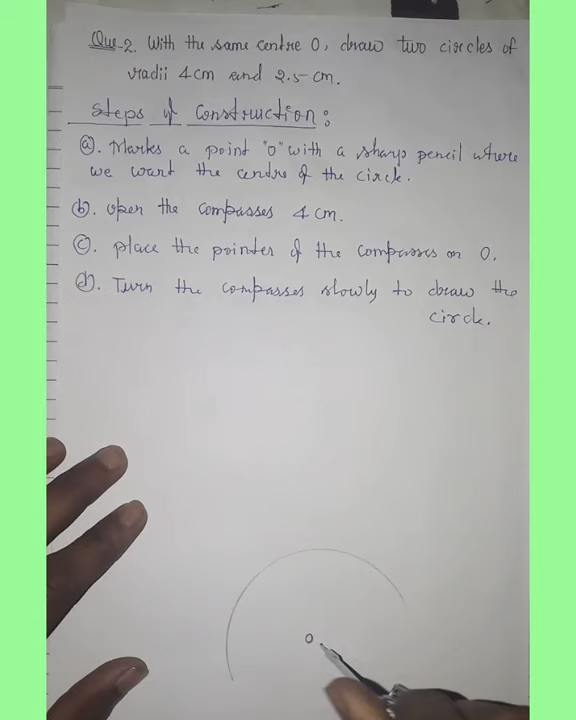 Que-2. With the same centre O, draw two circles of
radii 4cm and 2.5 cm.
Steps of Construction:
(a). Marks a point "O" with a sharp pencil where
we want the centre of the circle.
(b). Open the compasses 4 cm.
(c). Place the pointer of the compasses on O.
(d). Turn the compasses slowly to draw the
circle.
O